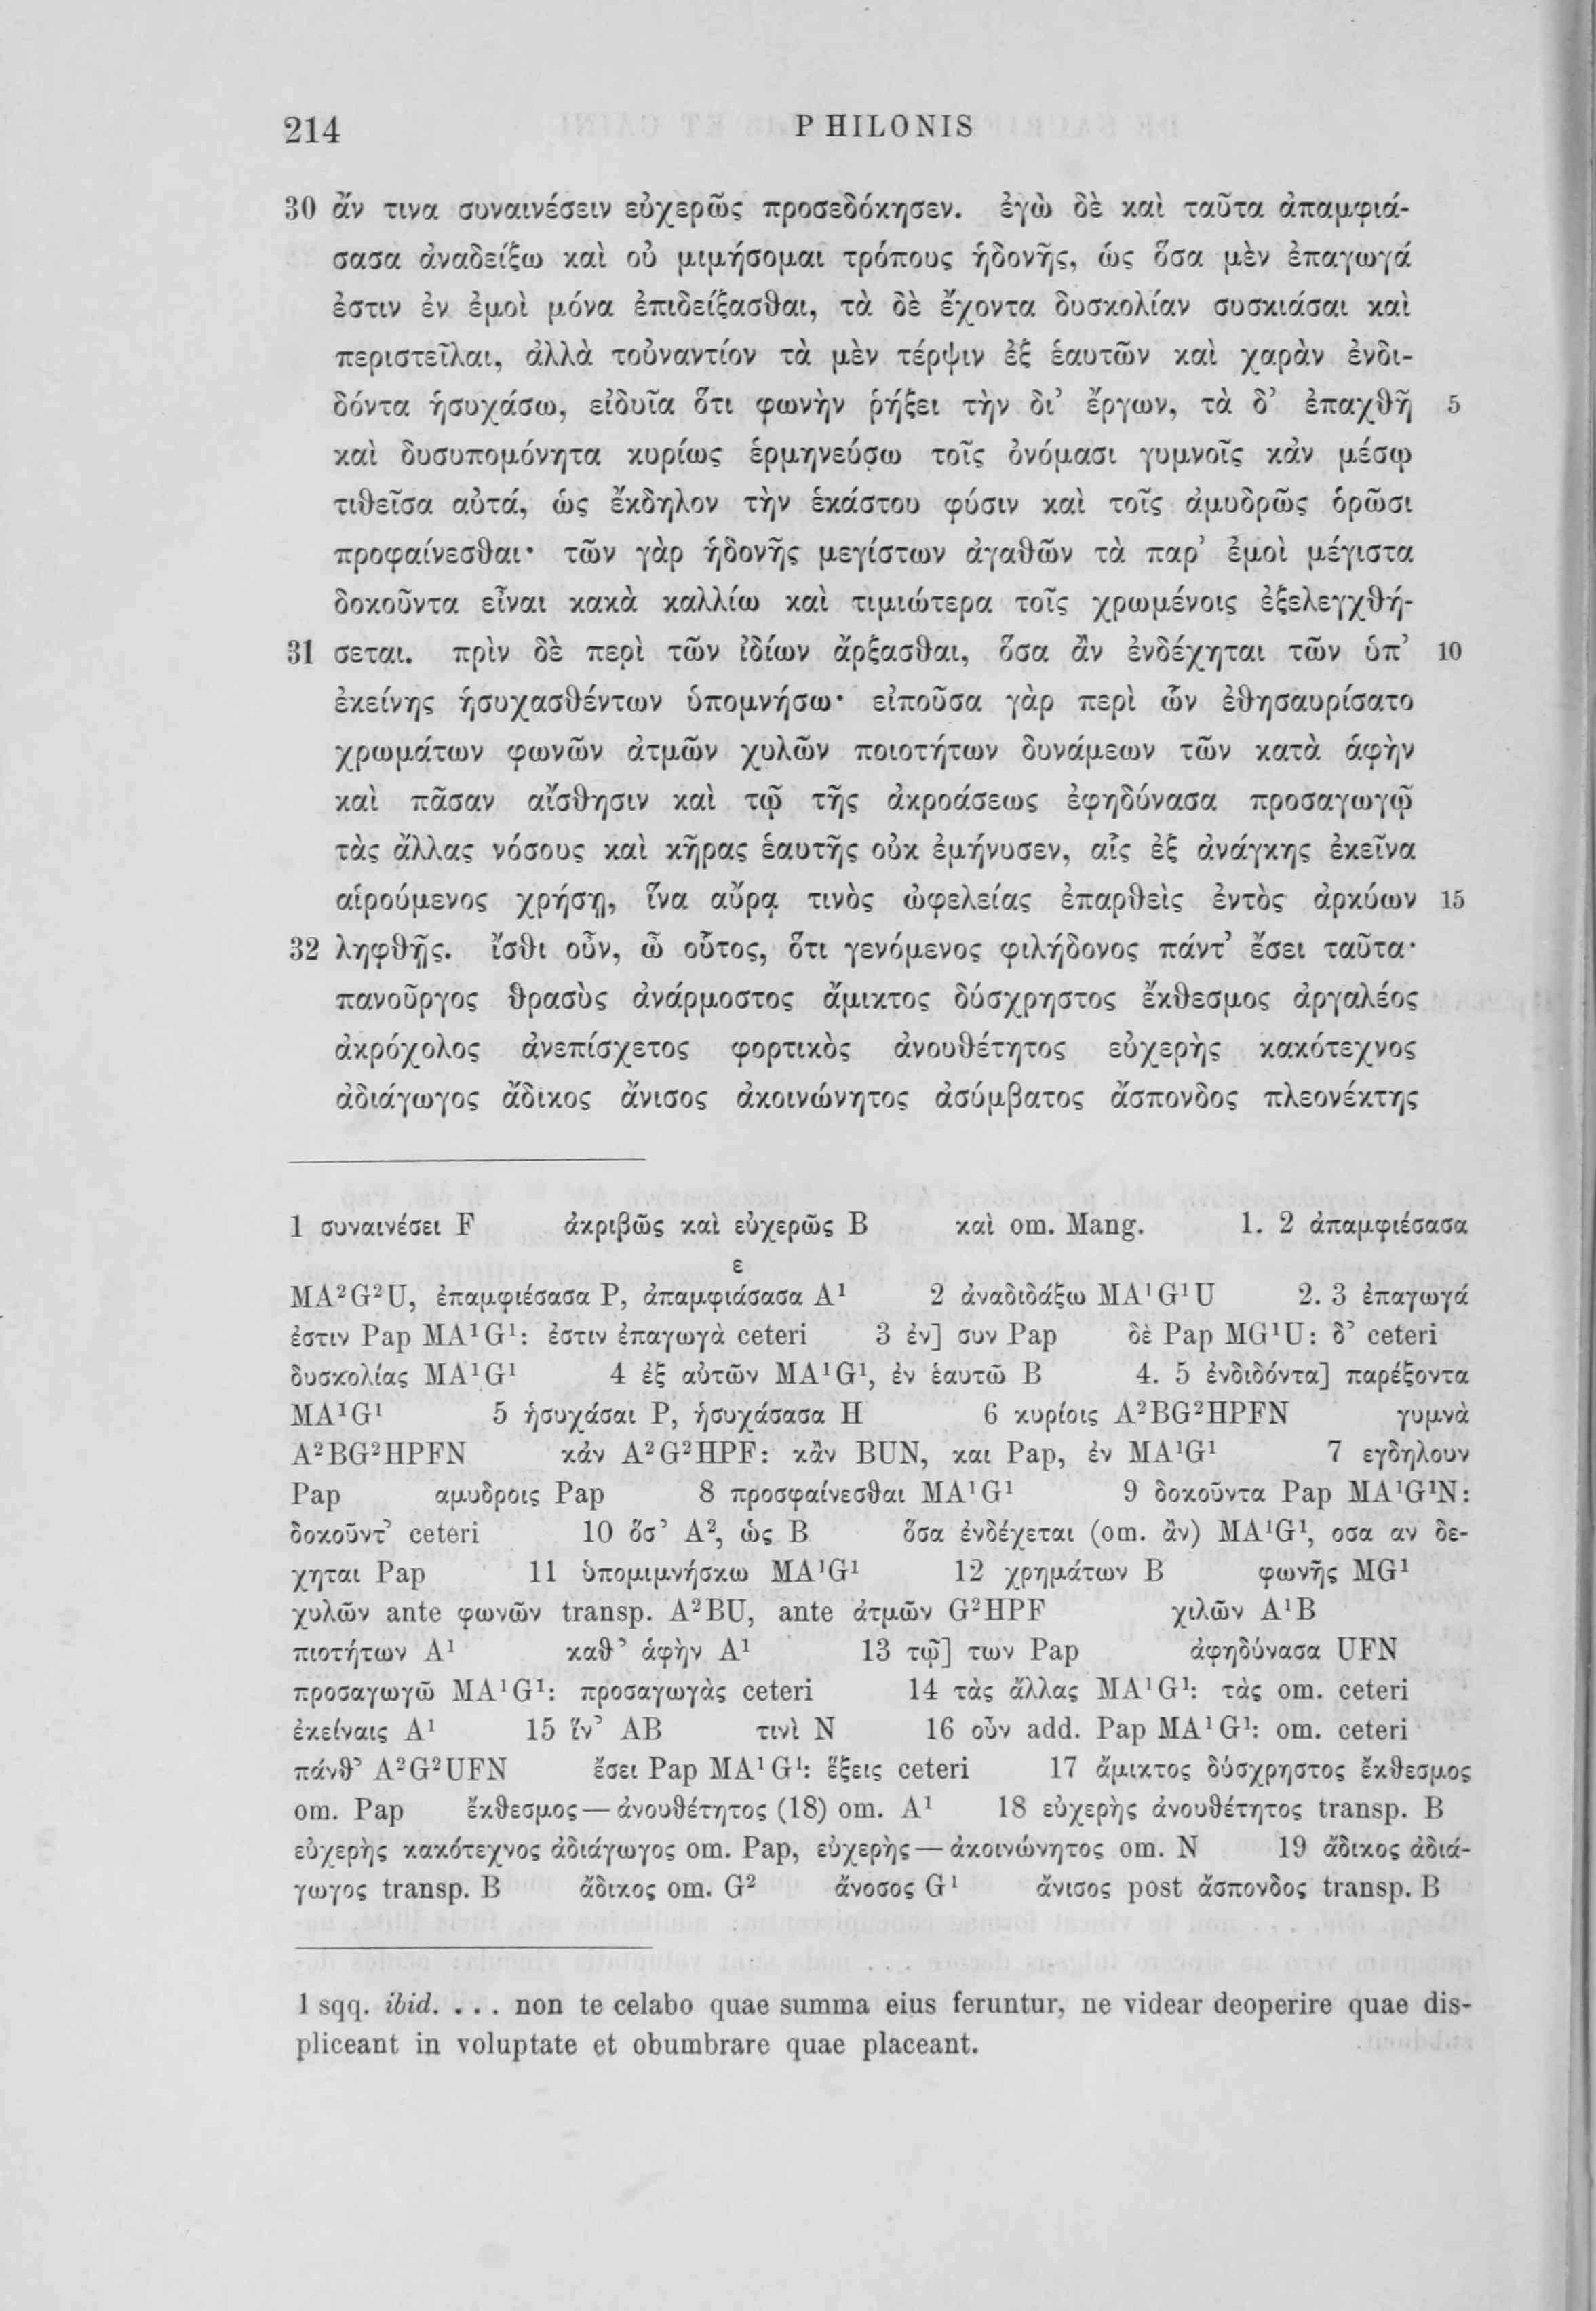 214 PHILONIS
30 ἄν τινα συναινέσειν εὐχερῶς προσεδόκησεν. ἐγὼ δὲ καὶ ταῦτα ἀπαμφιά-
σασα ἀναδείξω καὶ οὐ μιμήσομαι τρόπους ἡδονῆς, ὡς ὅσα μὲν ἐπαγωγά
ἐστιν ἐν ἐμοὶ μόνα ἐπιδείξασθαι, τὰ δὲ ἔχοντα δυσκολίαν συσκιάσαι καὶ
περιστεῖλαι, ἀλλὰ τοὐναντίον τὰ μὲν τέρψιν ἐξ ἑαυτῶν καὶ χαρὰν ἐνδι-
δόντα ἡσυχάσω, εἰδυῖα ὅτι φωνὴν ῥήξει τὴν δι’ ἔργων, τὰ δ’ ἐπαχθῆ 5
καὶ δυσυπομόνητα κυρίως ἑρμηνεύσω τοῖς ὀνόμασι γυμνοῖς κἀν μέσῳ
τιθεῖσα αὐτά, ὡς ἔκδηλον τὴν ἑκάστου φύσιν καὶ τοῖς ἀμυδρῶς ὁρῶσι
προφαίνεσθαι· τῶν γὰρ ἡδονῆς μεγίστων ἀγαθῶν τὰ παρ’ ἐμοὶ μέγιστα
δοκοῦντα εἶναι κακὰ καλλίω καὶ τιμιώτερα τοῖς χρωμένοις ἐξελεγχθή-
31 σεται. πρὶν δὲ περὶ τῶν ἰδίων ἄρξασθαι, ὅσα ἂν ἐνδέχηται τῶν ὑπ’ 10
ἐκείνης ἡσυχασθέντων ὑπομνήσω· εἰποῦσα γὰρ περὶ ὧν ἐθησαυρίσατο
χρωμάτων φωνῶν ἀτμῶν χυλῶν ποιοτήτων δυνάμεων τῶν κατὰ ἁφὴν
καὶ πᾶσαν αἴσθησιν καὶ τῷ τῆς ἀκροάσεως ἐφηδύνασα προσαγωγῷ
τὰς ἄλλας νόσους καὶ κῆρας ἑαυτῆς οὐκ ἐμήνυσεν, αἷς ἐξ ἀνάγκης ἐκεῖνα
αἱρούμενος χρήσῃ, ἵνα αὔρᾳ τινὸς ὠφελείας ἐπαρθεὶς ἐντὸς ἀρκύων 15
32 ληφθῇς. ἴσθι οὖν, ὦ οὗτος, ὅτι γενόμενος φιλήδονος πάντ’ ἔσει ταῦτα·
πανοῦργος θρασὺς ἀνάρμοστος ἄμικτος δύσχρηστος ἔκθεσμος ἀργαλέος
ἀκρόχολος ἀνεπίσχετος φορτικὸς ἀνουθέτητος εὐχερὴς κακότεχνος
ἀδιάγωγος ἄδικος ἄνισος ἀκοινώνητος ἀσύμβατος ἄσπονδος πλεονέκτης
1 συναινέσει F ἀκριβῶς καὶ εὐχερῶς B καὶ om. Mang. 1. 2 ἀπαμφιέσασα
ε
MA²G²U, ἐπαμφιέσασα P, ἀπαμφιάσασα A¹ 2 ἀναδιδάξω MA¹G¹U 2. 3 ἐπαγωγά
ἐστιν Pap MA¹G¹: ἐστιν ἐπαγωγὰ ceteri 3 ἐν] συν Pap δὲ Pap MG¹U: δ’ ceteri
δυσκολίας MA¹G¹ 4 ἐξ αὐτῶν MA¹G¹, ἐν ἑαυτῶ B 4. 5 ἐνδιδόντα] παρέξοντα
MA¹G¹ 5 ἡσυχάσαι P, ἡσυχάσασα H 6 κυρίοις A²BG²HPFN γυμνὰ
A²BG²HPFN κἀν A²G²HPF: κἂν BUN, και Pap, ἐν MA¹G¹ 7 εγδηλουν
Pap αμυδροις Pap 8 προσφαίνεσθαι MA¹G¹ 9 δοκοῦντα Pap MA¹G¹N:
δοκοῦντ’ ceteri 10 ὅσ’ A², ὡς B ὅσα ἐνδέχεται (om. ἂν) MA¹G¹, οσα αν δε-
χηται Pap 11 ὑπομιμνήσκω MA¹G¹ 12 χρημάτων B φωνῆς MG¹
χυλῶν ante φωνῶν transp. A²BU, ante ἀτμῶν G²HPF χιλῶν A¹B
πιοτήτων A¹ καθ’ ἁφὴν A¹ 13 τῷ] των Pap ἀφηδύνασα UFN
προσαγωγῶ MA¹G¹: προσαγωγὰς ceteri 14 τὰς ἄλλας MA¹G¹: τὰς om. ceteri
ἐκείναις A¹ 15 ἵν’ AB τινὶ N 16 οὖν add. Pap MA¹G¹: om. ceteri
πάνθ’ A²G²UFN ἔσει Pap MA¹G¹: ἕξεις ceteri 17 ἄμικτος δύσχρηστος ἔκθεσμος
om. Pap ἔκθεσμος — ἀνουθέτητος (18) om. A¹ 18 εὐχερὴς ἀνουθέτητος transp. B
εὐχερὴς κακότεχνος ἀδιάγωγος om. Pap, εὐχερὴς — ἀκοινώνητος om. N 19 ἄδικος ἀδιά-
γωγος transp. B ἄδικος om. G² ἄνοσος G¹ ἄνισος post ἄσπονδος transp. B
1 sqq. ibid. . . . non te celabo quae summa eius feruntur, ne videar deoperire quae dis-
pliceant in voluptate et obumbrare quae placeant.